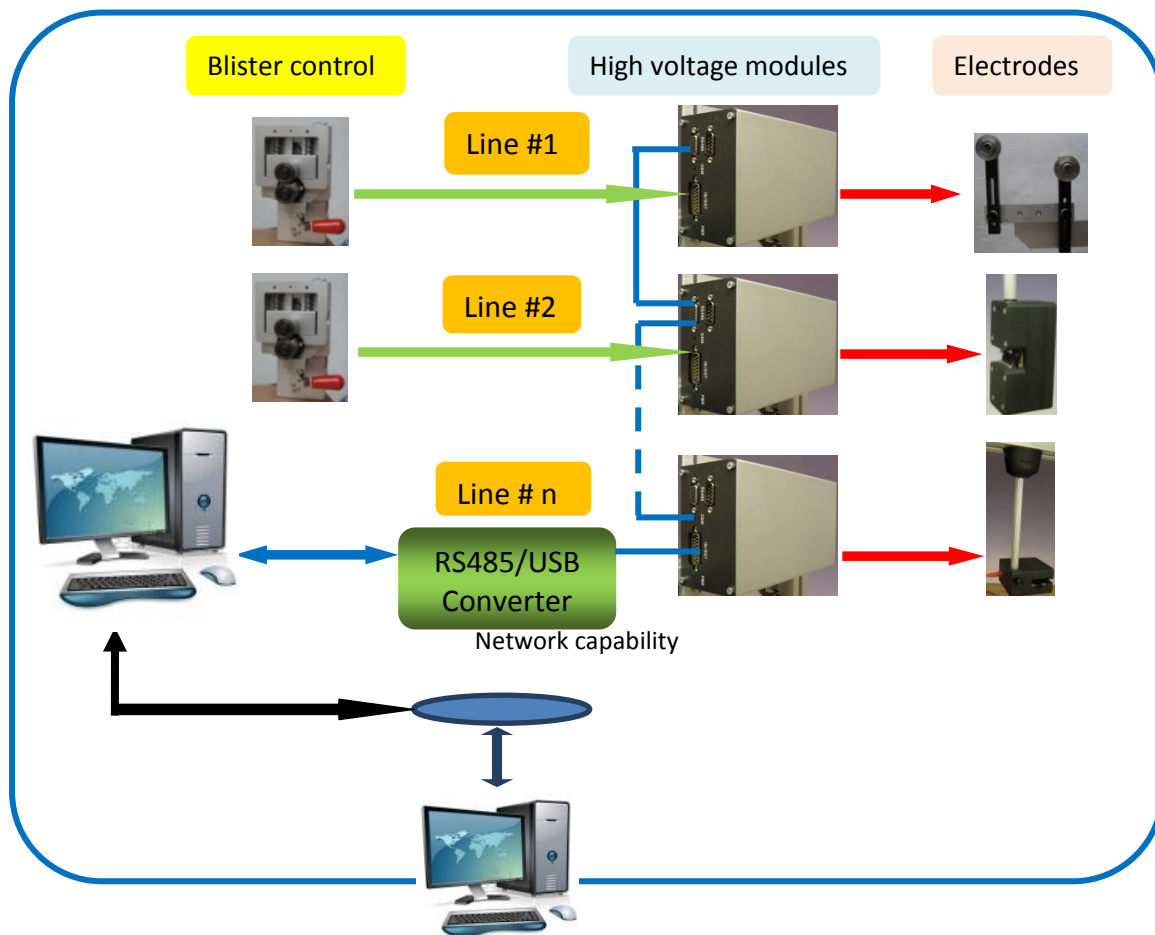 Blister control
High voltage modules
Electrodes
Line #1
Line #2
Line # n
RS485/USB
Converter
Network capability